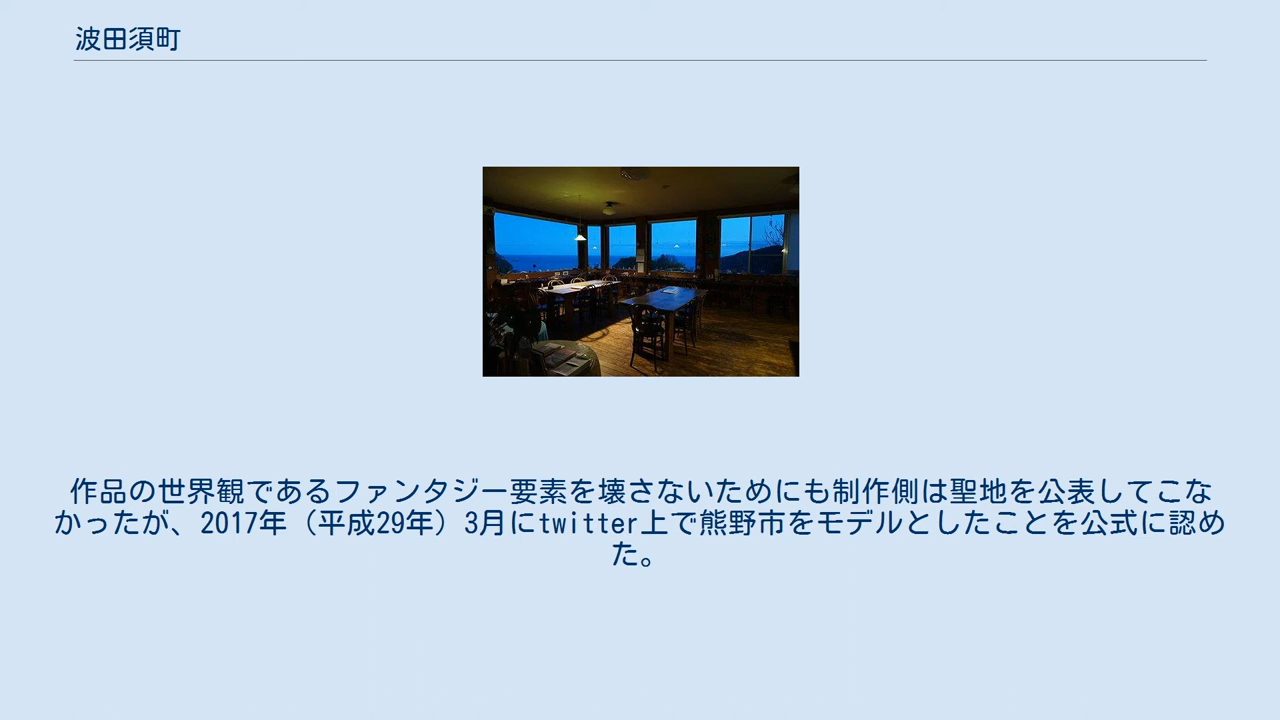 波田須町
作品の世界観であるファンタジー要素を壊さないためにも制作側は聖地を公表してこな
かったが、2017年（平成29年）3月にtwitter上で熊野市をモデルとしたことを公式に認め
た。